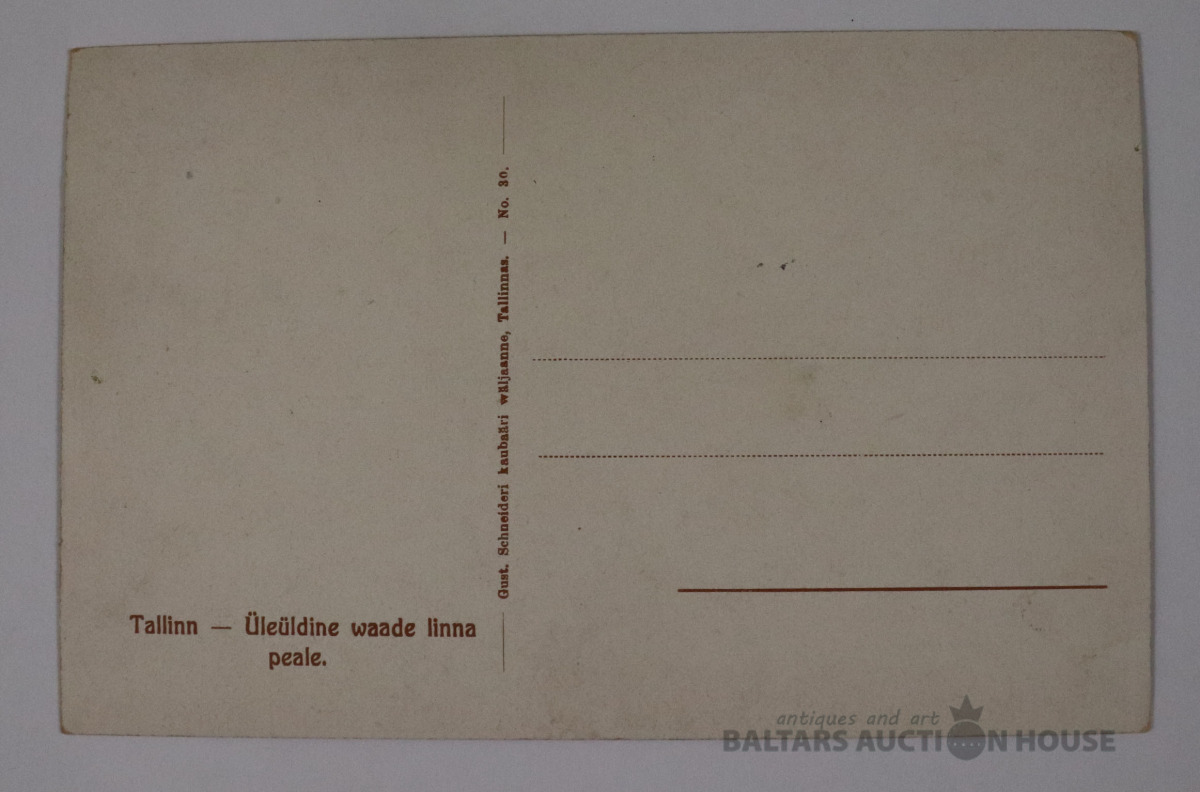 Tallinn — Üleüldine waade linna
peale.
Gust. Schneideri kaubaäri wäljaanne, Tallinnas. — No. 30.
antiques and art
BALTARS AUCTION HOUSE